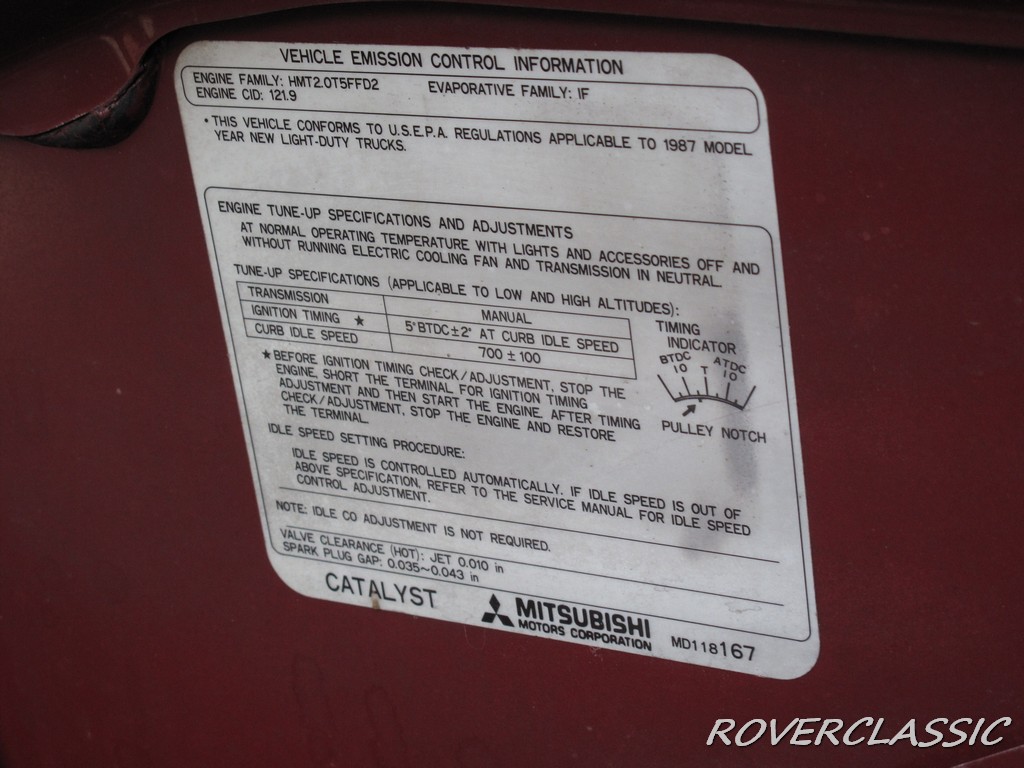 VEHICLE EMISSION CONTROL INFORMATION
ENGINE FAMILY: HMT2.0T5FFD2 EVAPORATIVE FAMILY: IF
ENGINE CID: 121.9
• THIS VEHICLE CONFORMS TO U.S.E.P.A. REGULATIONS APPLICABLE TO 1987 MODEL
YEAR NEW LIGHT-DUTY TRUCKS.
ENGINE TUNE-UP SPECIFICATIONS AND ADJUSTMENTS
AT NORMAL OPERATING TEMPERATURE WITH LIGHTS AND ACCESSORIES OFF AND
WITHOUT RUNNING ELECTRIC COOLING FAN AND TRANSMISSION IN NEUTRAL.
TUNE-UP SPECIFICATIONS (APPLICABLE TO LOW AND HIGH ALTITUDES):
TRANSMISSION MANUAL
IGNITION TIMING ★ 5°BTDC±2° AT CURB IDLE SPEED
CURB IDLE SPEED 700 ± 100
TIMING
INDICATOR
BTDC ATDC
10 T 10
PULLEY NOTCH
★ BEFORE IGNITION TIMING CHECK/ADJUSTMENT, STOP THE
ENGINE, SHORT THE TERMINAL FOR IGNITION TIMING
ADJUSTMENT AND THEN START THE ENGINE. AFTER TIMING
CHECK/ADJUSTMENT, STOP THE ENGINE AND RESTORE
THE TERMINAL.
IDLE SPEED SETTING PROCEDURE:
IDLE SPEED IS CONTROLLED AUTOMATICALLY. IF IDLE SPEED IS OUT OF
ABOVE SPECIFICATION, REFER TO THE SERVICE MANUAL FOR IDLE SPEED
CONTROL ADJUSTMENT.
NOTE: IDLE CO ADJUSTMENT IS NOT REQUIRED.
VALVE CLEARANCE (HOT): JET 0.010 in
SPARK PLUG GAP: 0.035~0.043 in
CATALYST
MITSUBISHI
MOTORS CORPORATION
MD118167
ROVERCLASSIC